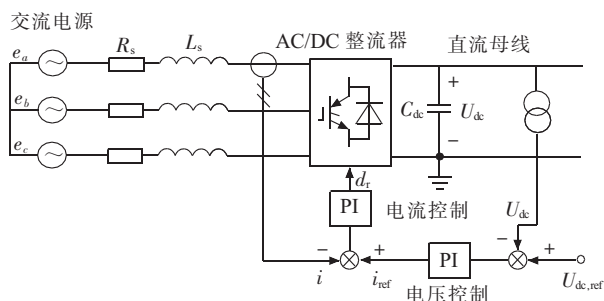 交流电源
e_a
R_s
L_s
AC/DC 整流器
直流母线
e_b
C_dc
+
U_dc
−
e_c
d_r
PI
电流控制
U_dc
−
+
i
i_ref
PI
−
+
U_dc,ref
电压控制